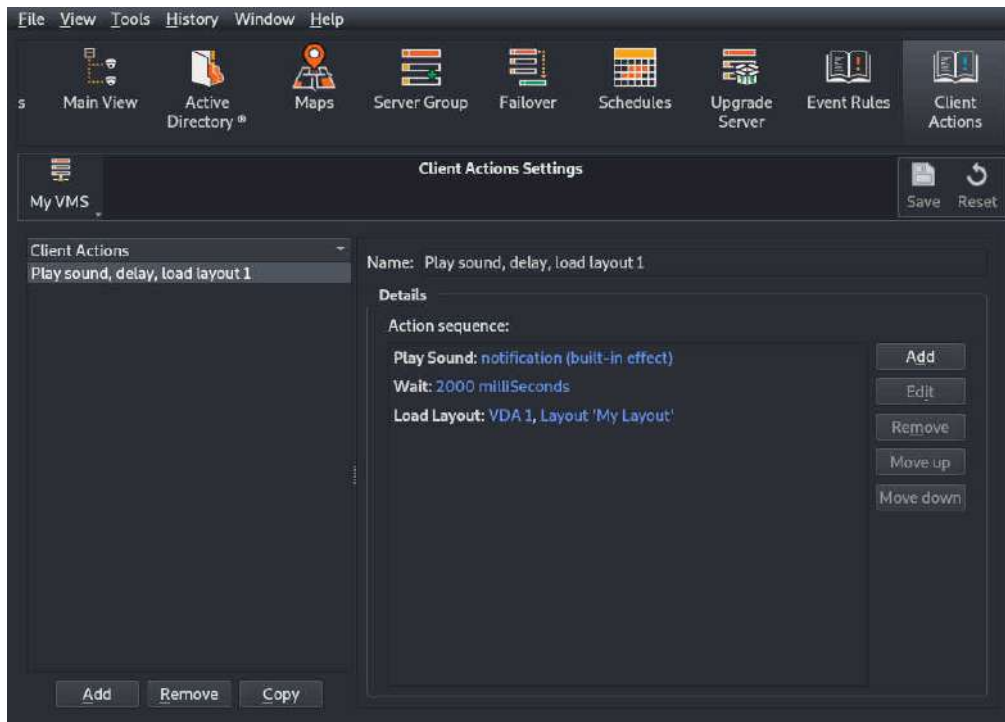 File View Tools History Window Help
s Main View Active Directory ® Maps Server Group Failover Schedules Upgrade Server Event Rules Client Actions
Client Actions Settings
My VMS Save Reset
Client Actions
Play sound, delay, load layout 1
Name: Play sound, delay, load layout 1
Details
Action sequence:
Play Sound: notification (built-in effect)
Wait: 2000 milliSeconds
Load Layout: VDA 1, Layout 'My Layout'
Add
Edit
Remove
Move up
Move down
Add Remove Copy